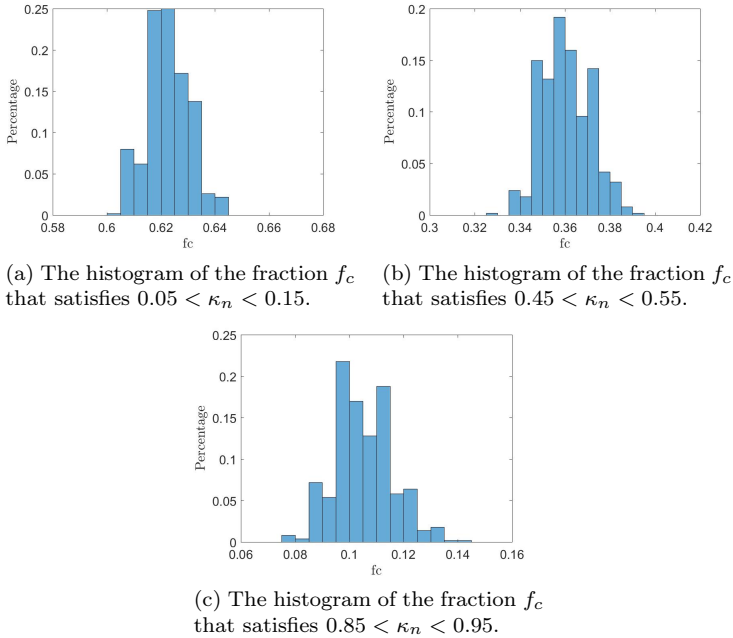 0.25
0.2
0.15
0.1
0.05
0
Percentage
0.58 0.6 0.62 0.64 0.66 0.68
fc
(a) The histogram of the fraction f_c
that satisfies 0.05 < κ_n < 0.15.
0.2
0.15
0.1
0.05
0
Percentage
0.3 0.32 0.34 0.36 0.38 0.4 0.42
fc
(b) The histogram of the fraction f_c
that satisfies 0.45 < κ_n < 0.55.
0.25
0.2
0.15
0.1
0.05
0
Percentage
0.06 0.08 0.1 0.12 0.14 0.16
fc
(c) The histogram of the fraction f_c
that satisfies 0.85 < κ_n < 0.95.